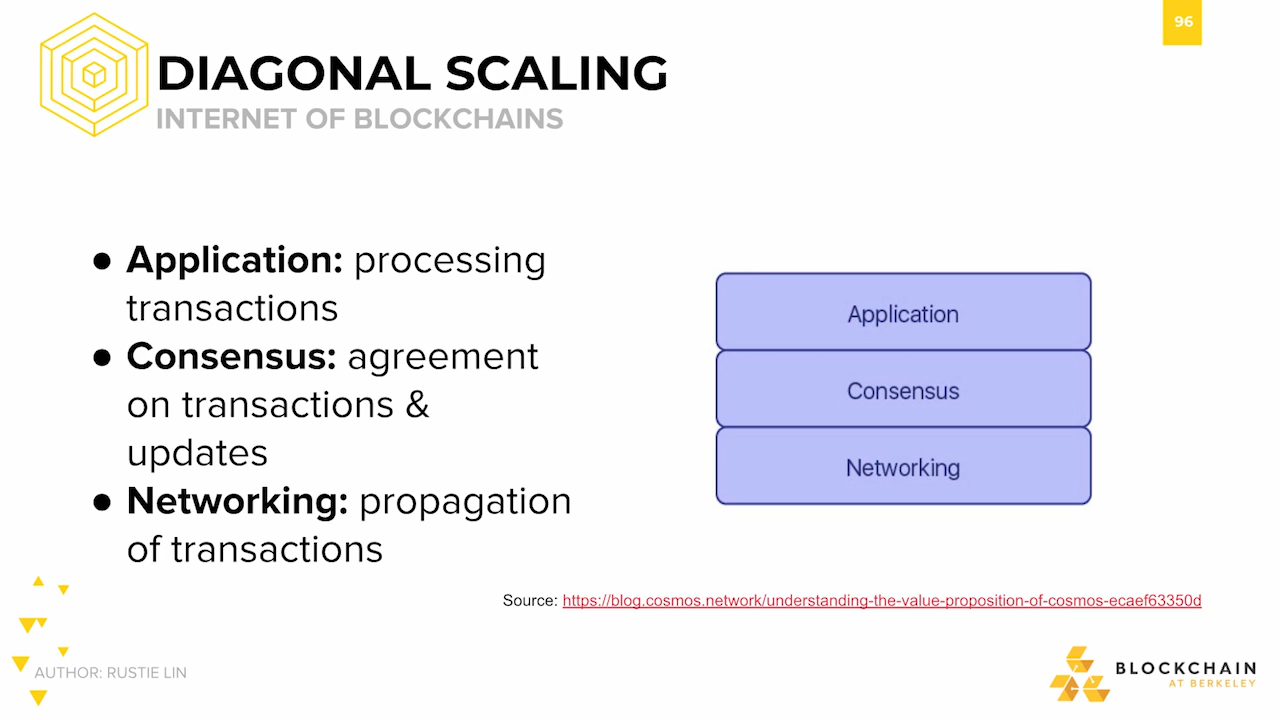 96
DIAGONAL SCALING
INTERNET OF BLOCKCHAINS
● Application: processing
transactions
● Consensus: agreement
on transactions &
updates
● Networking: propagation
of transactions
Application
Consensus
Networking
Source: https://blog.cosmos.network/understanding-the-value-proposition-of-cosmos-ecaef63350d
AUTHOR: RUSTIE LIN
BLOCKCHAIN
AT BERKELEY